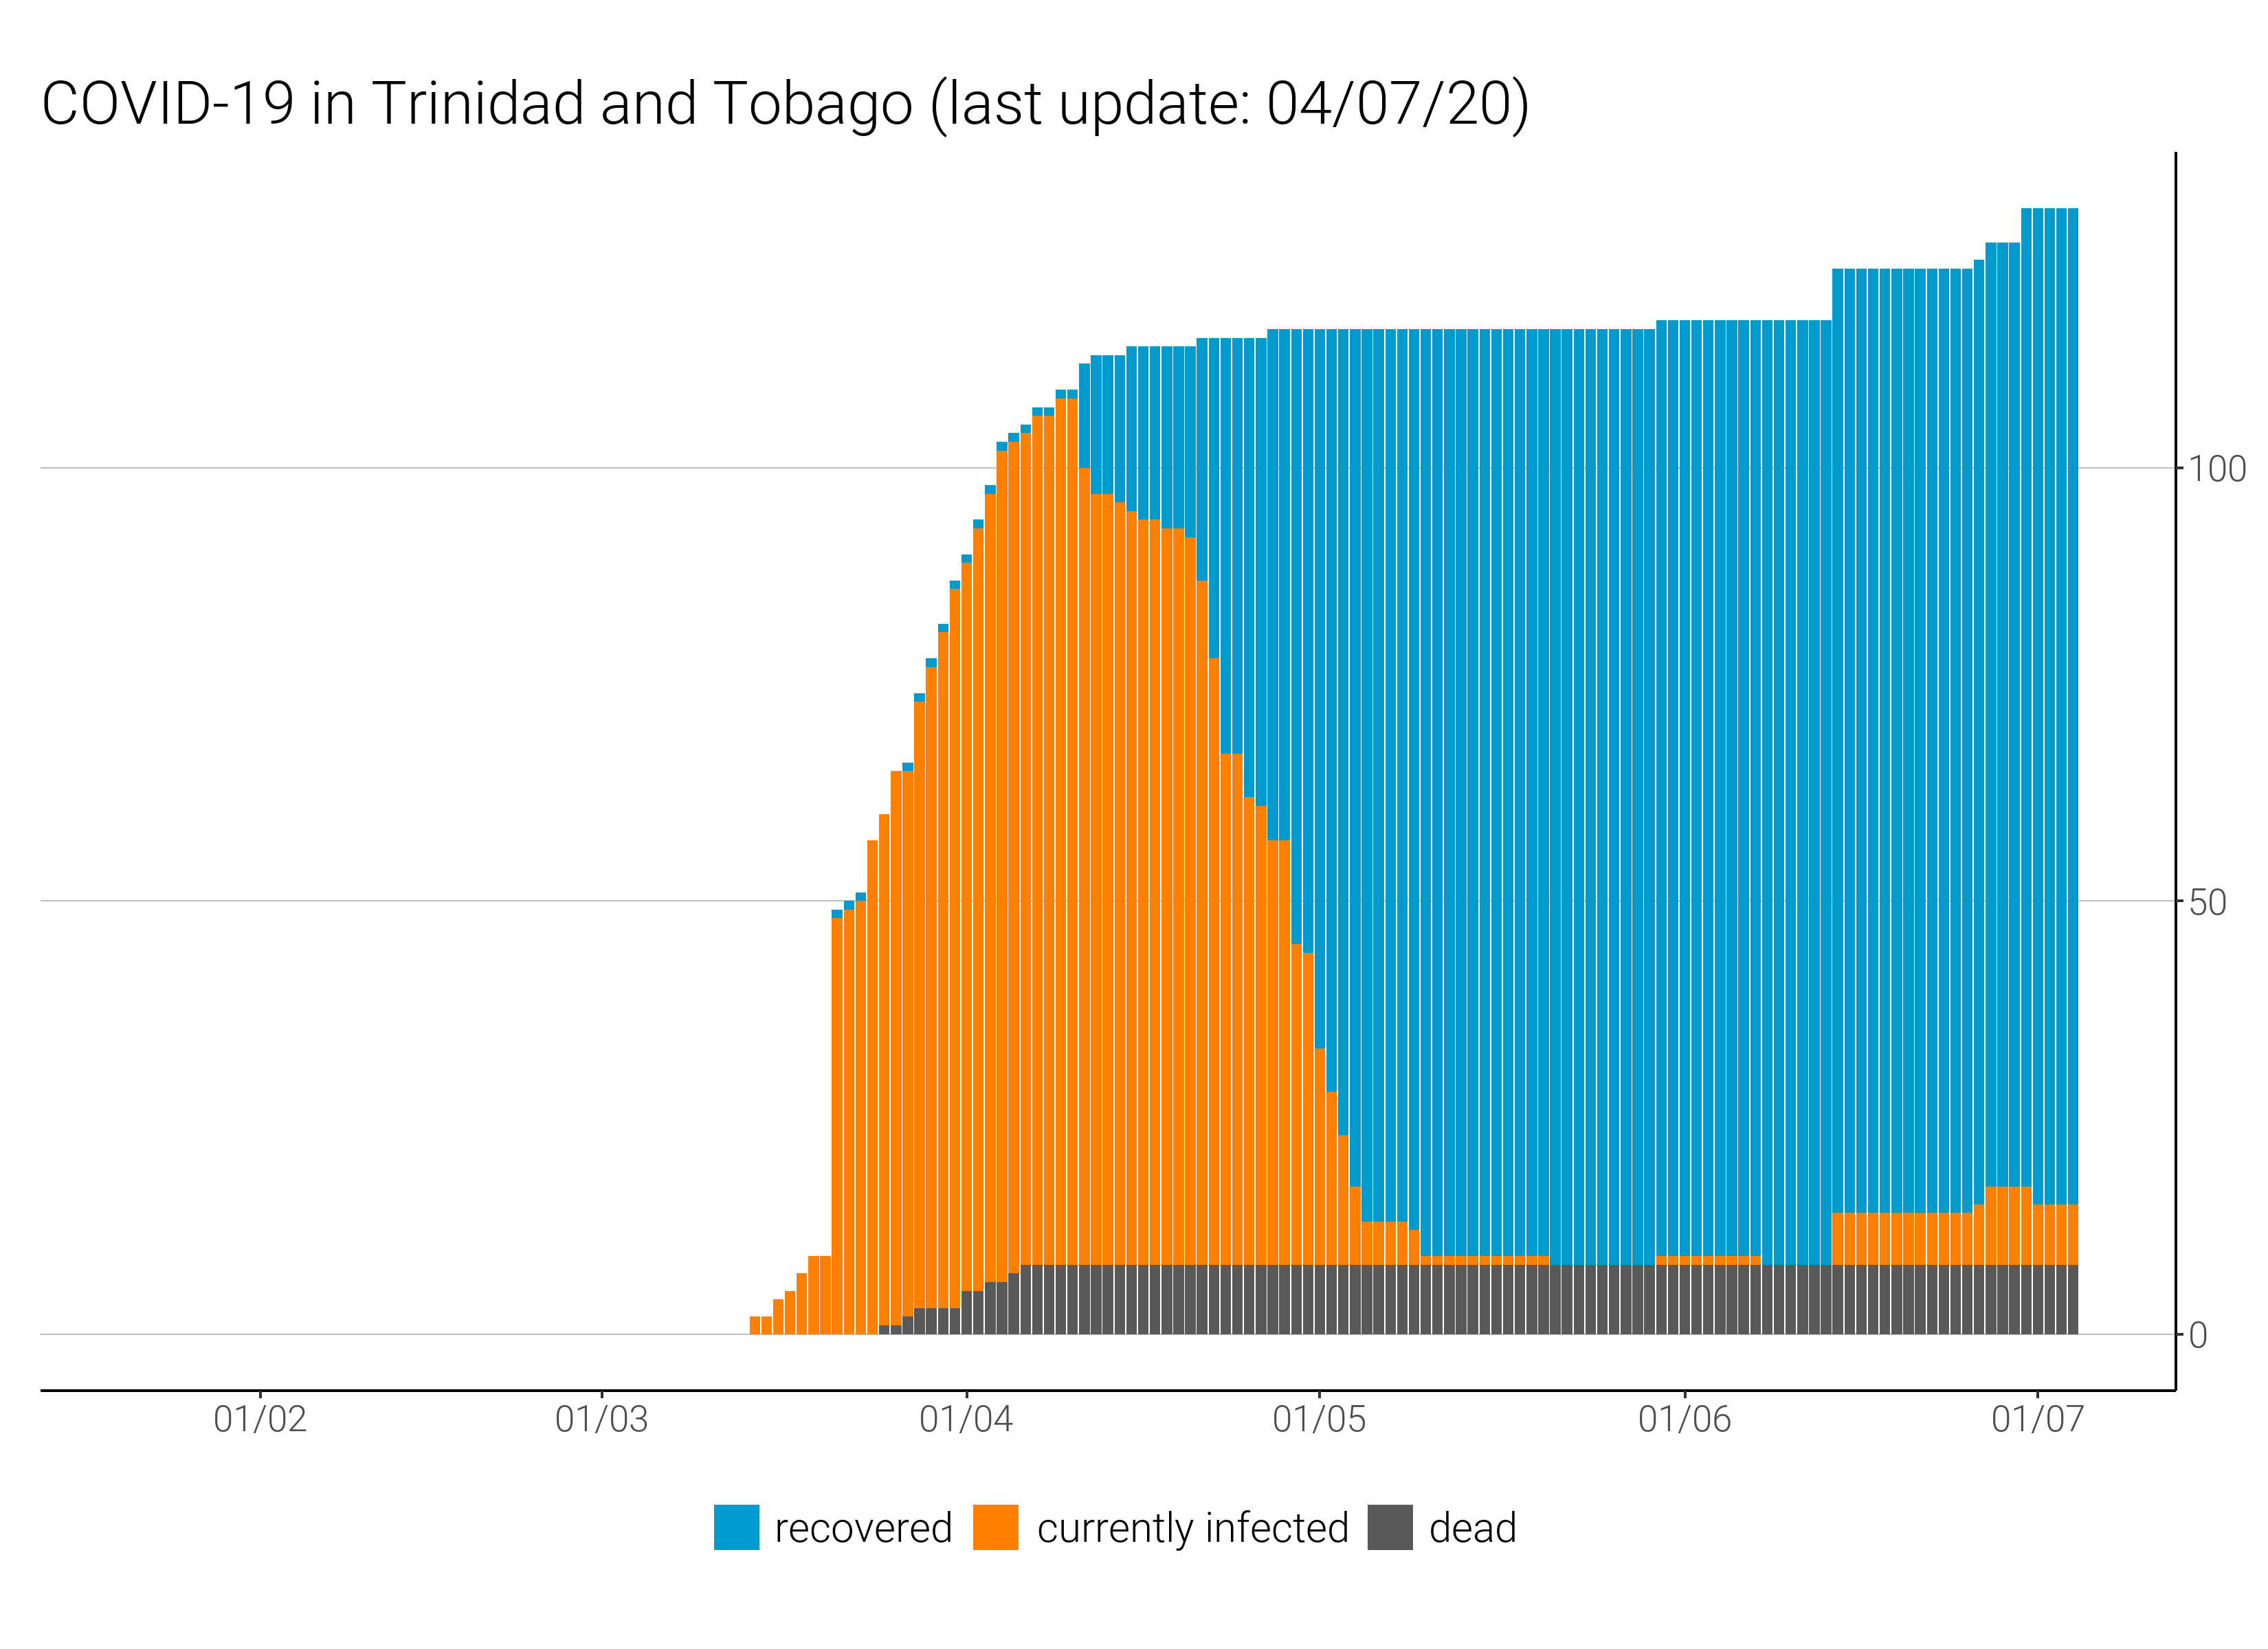 COVID-19 in Trinidad and Tobago (last update: 04/07/20)
100
50
0
01/02 01/03 01/04 01/05 01/06 01/07
recovered currently infected dead